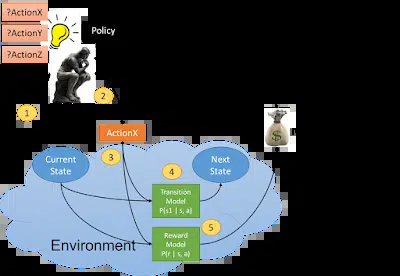 ?ActionX
?ActionY
?ActionZ
Policy
2
1
ActionX
3
Current
State
4
Next
State
Transition
Model
P(s1 | s, a)
5
Reward
Model
P(r | s, a)
Environment
$